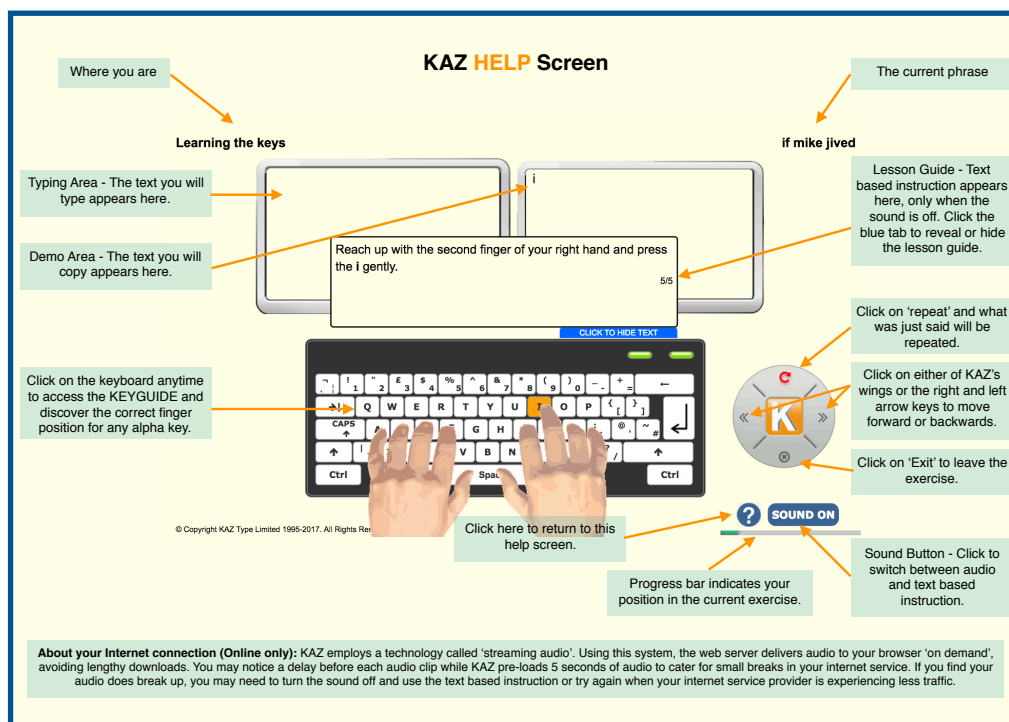 KAZ HELP Screen
Where you are
The current phrase
Learning the keys
if mike jived
Typing Area - The text you will
type appears here.
Demo Area - The text you will
copy appears here.
i
Reach up with the second finger of your right hand and press
the i gently.
5/5
CLICK TO HIDE TEXT
Lesson Guide - Text
based instruction appears
here, only when the
sound is off. Click the
blue tab to reveal or hide
the lesson guide.
Click on ‘repeat’ and what
was just said will be
repeated.
Click on the keyboard anytime
to access the KEYGUIDE and
discover the correct finger
position for any alpha key.
¬ ¦ ! 1 " 2 £ 3 $ 4 % 5 ^ 6 & 7 * 8 ( 9 ) 0 _ - + = ←
Q W E R T Y U I O P { [ } ]
CAPS A G H : ; @ , ~ #
V B N ? /
Ctrl Spac Ctrl
K
Click on either of KAZ’s
wings or the right and left
arrow keys to move
forward or backwards.
Click on ‘Exit’ to leave the
exercise.
© Copyright KAZ Type Limited 1995-2017. All Rights Res
Click here to return to this
help screen.
? SOUND ON
Progress bar indicates your
position in the current exercise.
Sound Button - Click to
switch between audio
and text based
instruction.
About your Internet connection (Online only): KAZ employs a technology called ‘streaming audio’. Using this system, the web server delivers audio to your browser ‘on demand’,
avoiding lengthy downloads. You may notice a delay before each audio clip while KAZ pre-loads 5 seconds of audio to cater for small breaks in your internet service. If you find your
audio does break up, you may need to turn the sound off and use the text based instruction or try again when your internet service provider is experiencing less traffic.